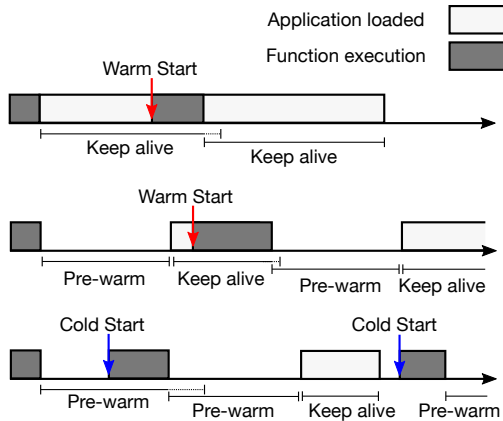 Application loaded
Function execution
Warm Start
Keep alive
Keep alive
Warm Start
Pre-warm
Keep alive
Pre-warm
Keep alive
Cold Start
Cold Start
Pre-warm
Pre-warm
Keep alive
Pre-warm